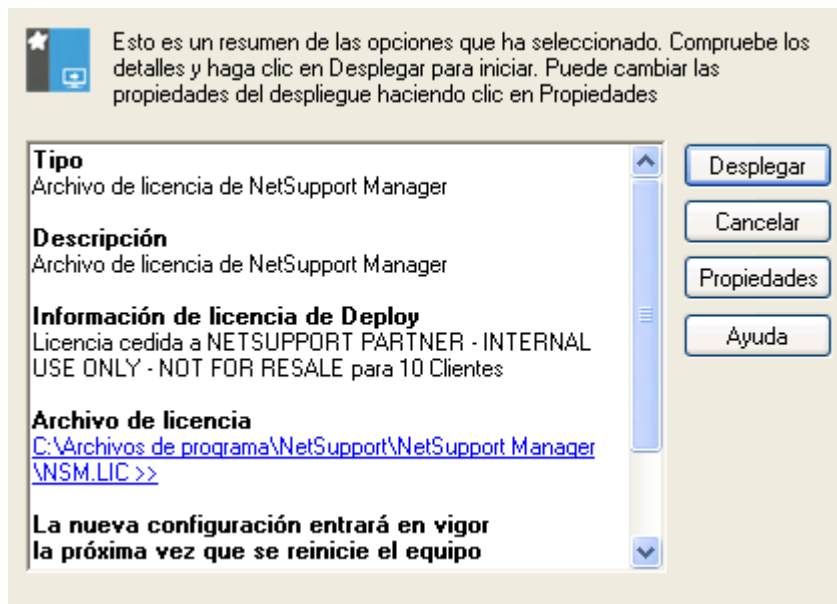 Esto es un resumen de las opciones que ha seleccionado. Compruebe los
detalles y haga clic en Desplegar para iniciar. Puede cambiar las
propiedades del despliegue haciendo clic en Propiedades
Tipo
Archivo de licencia de NetSupport Manager
Descripción
Archivo de licencia de NetSupport Manager
Información de licencia de Deploy
Licencia cedida a NETSUPPORT PARTNER - INTERNAL
USE ONLY - NOT FOR RESALE para 10 Clientes
Archivo de licencia
C:\Archivos de programa\NetSupport\NetSupport Manager
\NSM.LIC >>
La nueva configuración entrará en vigor
la próxima vez que se reinicie el equipo
Desplegar
Cancelar
Propiedades
Ayuda